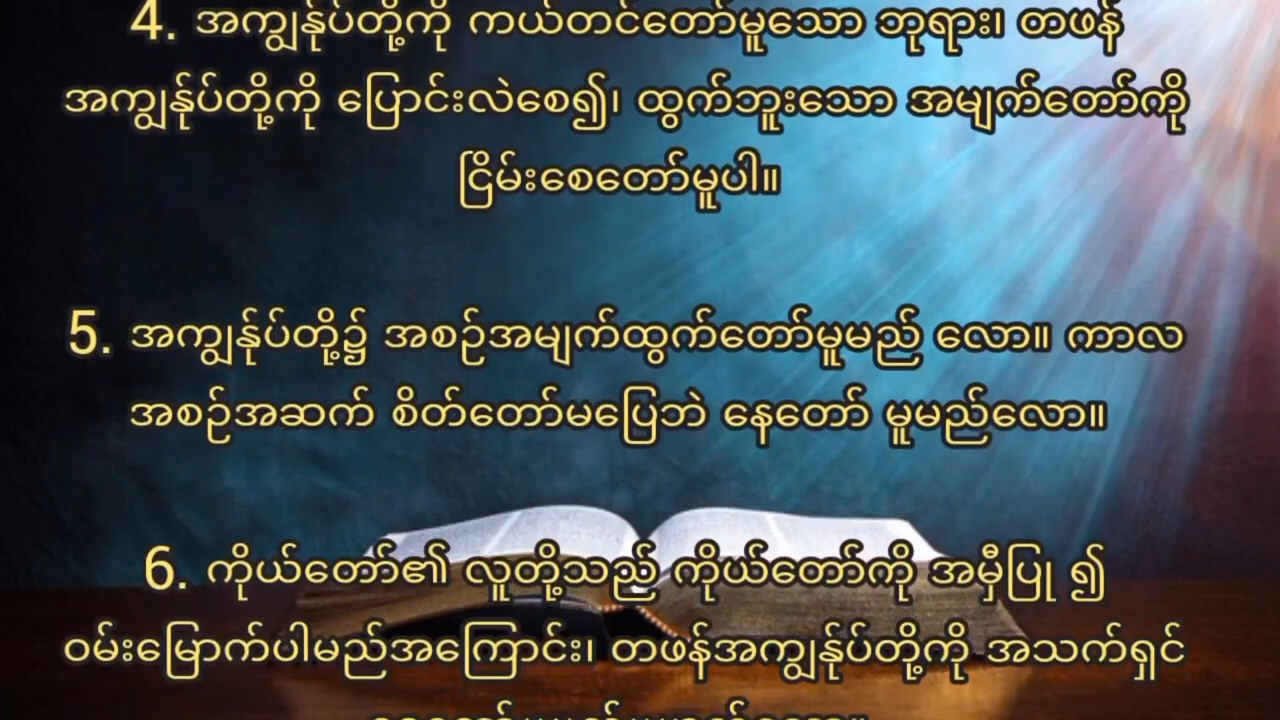 4. အကျွန်ုပ်တို့ကို ကယ်တင်တော်မူသော ဘုရား၊ တဖန်
အကျွန်ုပ်တို့ကို ပြောင်းလဲစေ၍၊ ထွက်ဘူးသော အမျက်တော်ကို
ငြိမ်းစေတော်မူပါ။
5. အကျွန်ုပ်တို့၌ အစဉ်အမျက်ထွက်တော်မူမည် လော။ ကာလ
အစဉ်အဆက် စိတ်တော်မပြေဘဲ နေတော် မူမည်လော။
6. ကိုယ်တော်၏ လူတို့သည် ကိုယ်တော်ကို အမှီပြု ၍
ဝမ်းမြောက်ပါမည်အကြောင်း၊ တဖန်အကျွန်ုပ်တို့ကို အသက်ရှင်